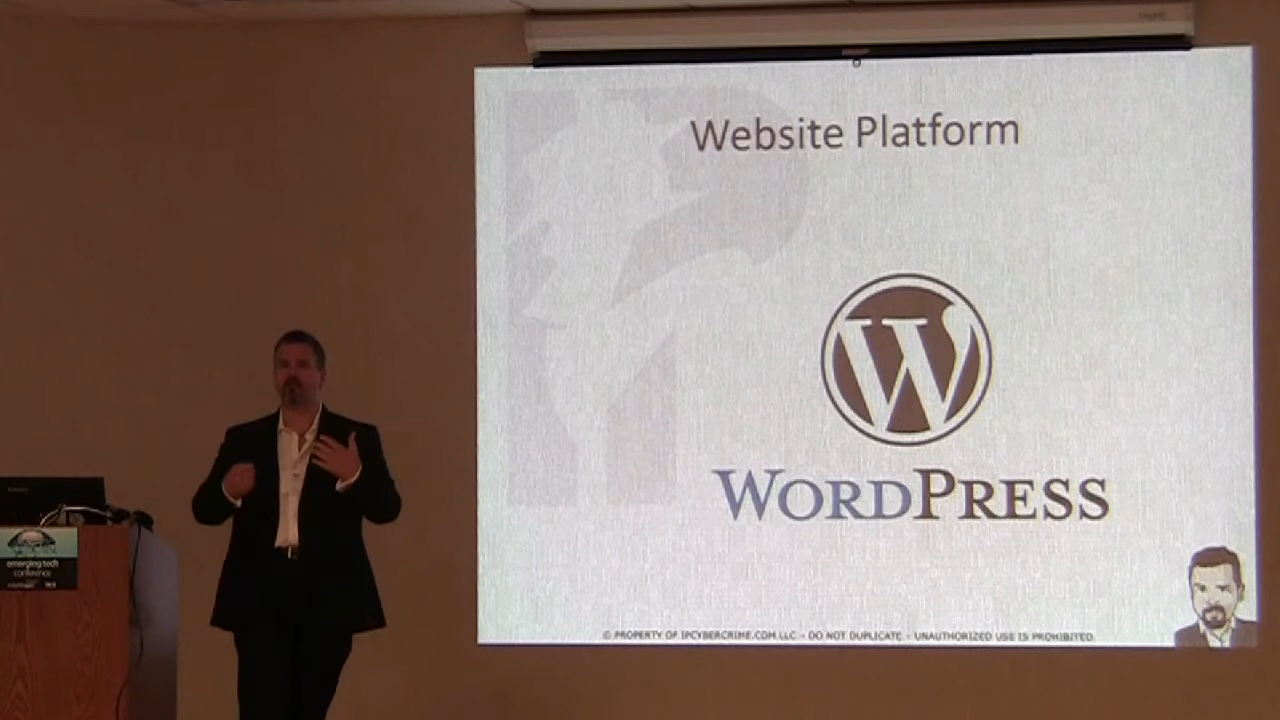 Website Platform
W
WORDPRESS
emerging tech
conference
© PROPERTY OF IPCYBERCRIME.COM LLC - DO NOT DUPLICATE - UNAUTHORIZED USE IS PROHIBITED